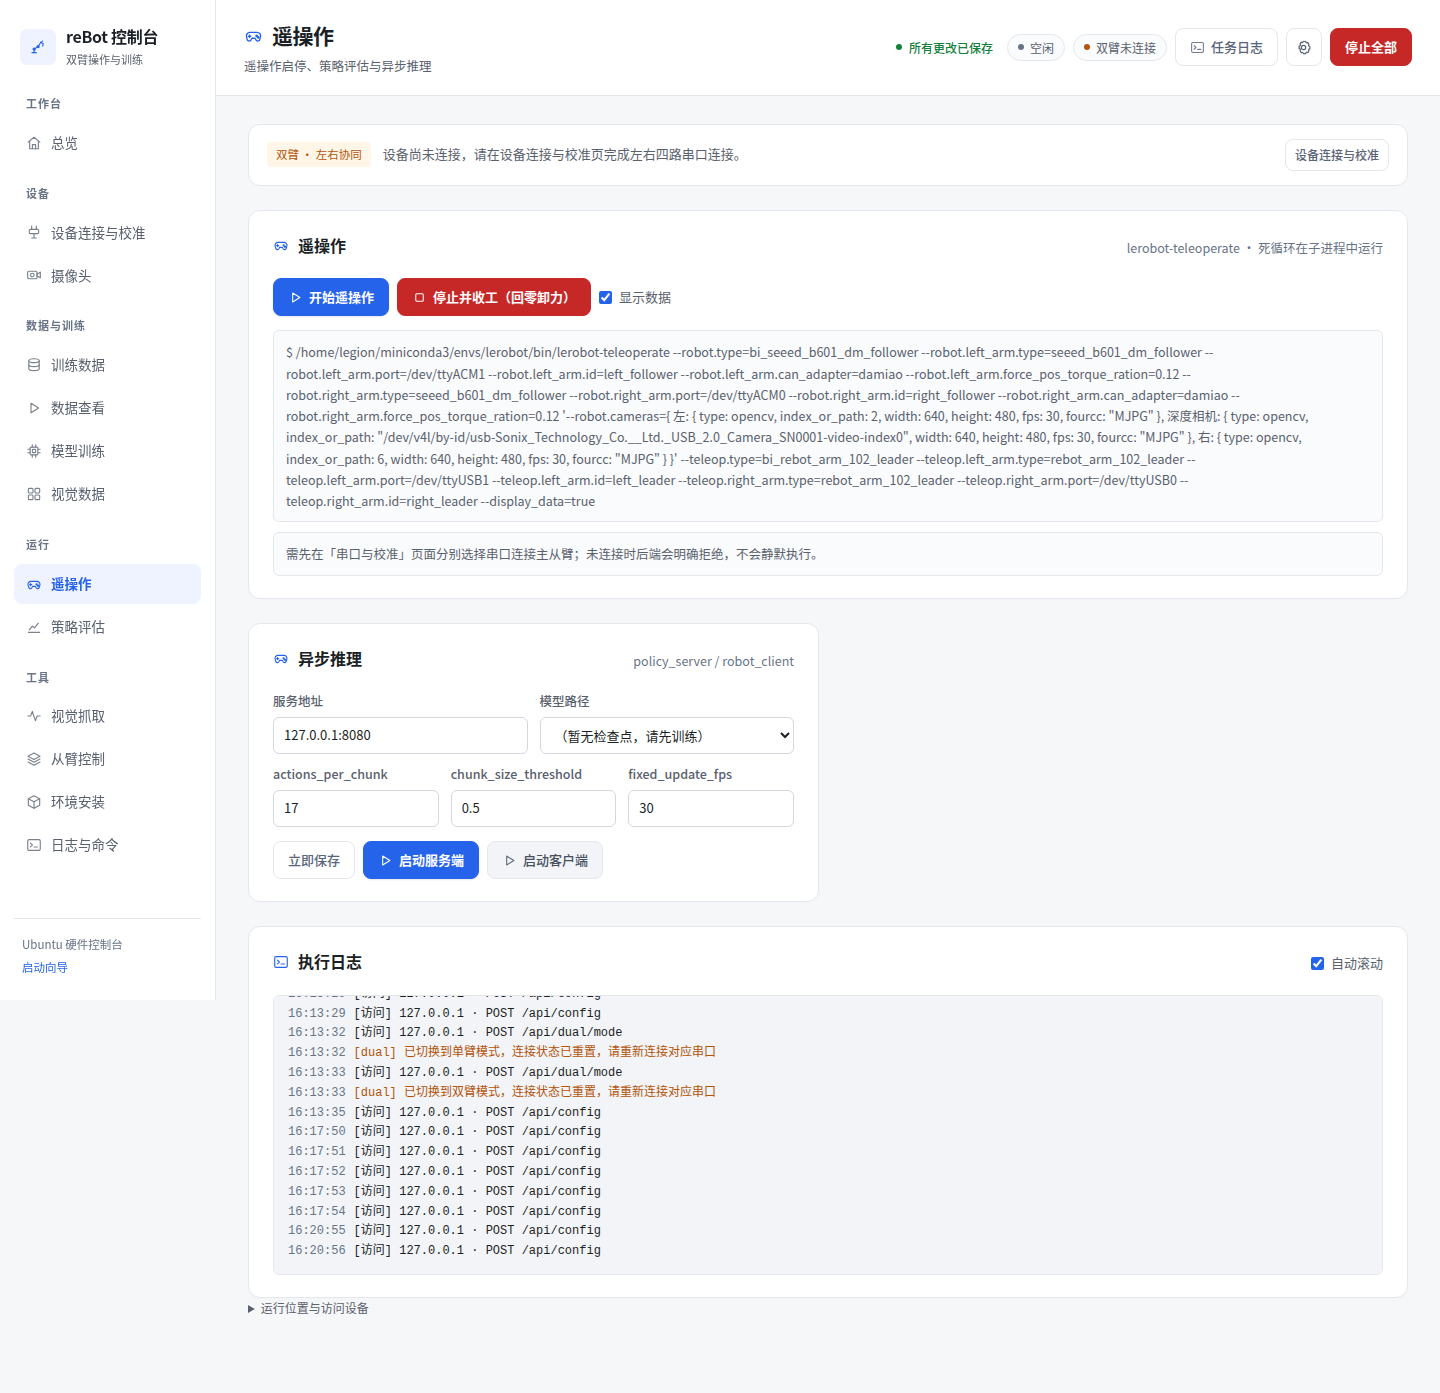 reBot 控制台
双臂操作与训练
工作台
总览
设备
设备连接与校准
摄像头
数据与训练
训练数据
数据查看
模型训练
视觉数据
运行
遥操作
策略评估
工具
视觉抓取
从臂控制
环境安装
日志与命令
Ubuntu 硬件控制台
启动向导
遥操作
遥操作启停、策略评估与异步推理
所有更改已保存
空闲
双臂未连接
任务日志
停止全部
双臂 · 左右协同
设备尚未连接，请在设备连接与校准页完成左右四路串口连接。
设备连接与校准
遥操作
lerobot-teleoperate · 死循环在子进程中运行
开始遥操作
停止并收工（回零卸力）
显示数据
$ /home/legion/miniconda3/envs/lerobot/bin/lerobot-teleoperate --robot.type=bi_seeed_b601_dm_follower --robot.left_arm.type=seeed_b601_dm_follower --
robot.left_arm.port=/dev/ttyACM1 --robot.left_arm.id=left_follower --robot.left_arm.can_adapter=damiao --robot.left_arm.force_pos_torque_ration=0.12 --
robot.right_arm.type=seeed_b601_dm_follower --robot.right_arm.port=/dev/ttyACM0 --robot.right_arm.id=right_follower --robot.right_arm.can_adapter=damiao --
robot.right_arm.force_pos_torque_ration=0.12 '--robot.cameras={ 左: { type: opencv, index_or_path: 2, width: 640, height: 480, fps: 30, fourcc: "MJPG" }, 深度相机: { type: opencv,
index_or_path: "/dev/v4l/by-id/usb-Sonix_Technology_Co.__Ltd._USB_2.0_Camera_SN0001-video-index0", width: 640, height: 480, fps: 30, fourcc: "MJPG" }, 右: { type: opencv,
index_or_path: 6, width: 640, height: 480, fps: 30, fourcc: "MJPG" } }' --teleop.type=bi_rebot_arm_102_leader --teleop.left_arm.type=rebot_arm_102_leader --
teleop.left_arm.port=/dev/ttyUSB1 --teleop.left_arm.id=left_leader --teleop.right_arm.type=rebot_arm_102_leader --teleop.right_arm.port=/dev/ttyUSB0 --
teleop.right_arm.id=right_leader --display_data=true
需先在「串口与校准」页面分别选择串口连接主从臂；未连接时后端会明确拒绝，不会静默执行。
异步推理
policy_server / robot_client
服务地址
模型路径
127.0.0.1:8080
（暂无检查点，请先训练）
actions_per_chunk
chunk_size_threshold
fixed_update_fps
17
0.5
30
立即保存
启动服务端
启动客户端
执行日志
自动滚动
16:13:29 [访问] 127.0.0.1 · POST /api/config
16:13:32 [访问] 127.0.0.1 · POST /api/dual/mode
16:13:32 [dual] 已切换到单臂模式，连接状态已重置，请重新连接对应串口
16:13:33 [访问] 127.0.0.1 · POST /api/dual/mode
16:13:33 [dual] 已切换到双臂模式，连接状态已重置，请重新连接对应串口
16:13:35 [访问] 127.0.0.1 · POST /api/config
16:17:50 [访问] 127.0.0.1 · POST /api/config
16:17:51 [访问] 127.0.0.1 · POST /api/config
16:17:52 [访问] 127.0.0.1 · POST /api/config
16:17:53 [访问] 127.0.0.1 · POST /api/config
16:17:54 [访问] 127.0.0.1 · POST /api/config
16:20:55 [访问] 127.0.0.1 · POST /api/config
16:20:56 [访问] 127.0.0.1 · POST /api/config
运行位置与访问设备